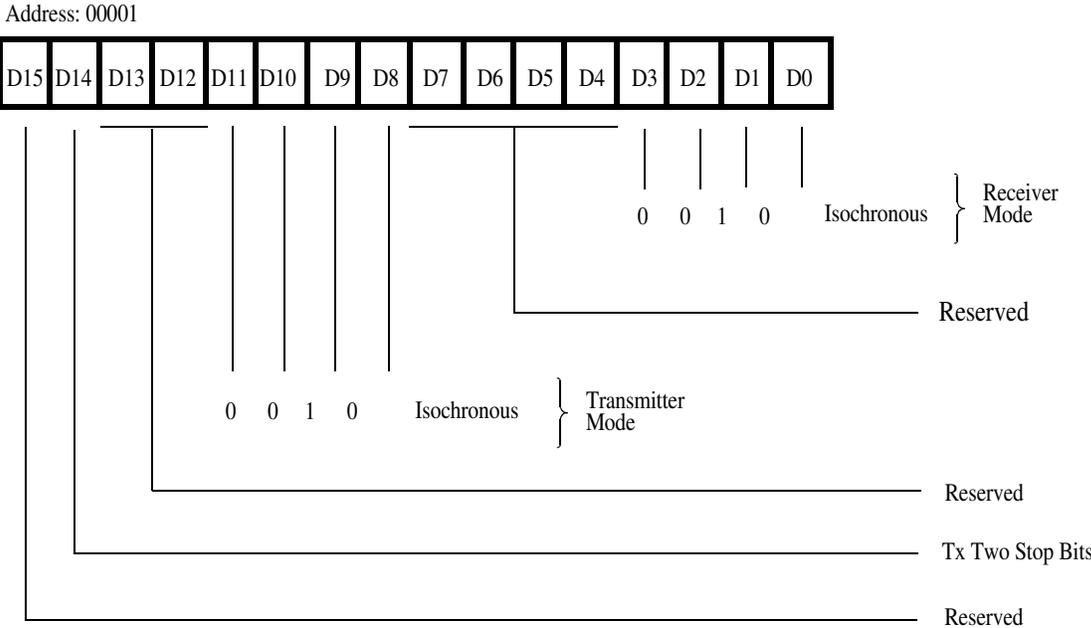 Address: 00001
D15 D14 D13 D12 D11 D10 D9 D8 D7 D6 D5 D4 D3 D2 D1 D0
0 0 1 0 Isochronous
Receiver
Mode
Reserved
0 0 1 0 Isochronous
Transmitter
Mode
Reserved
Tx Two Stop Bits
Reserved